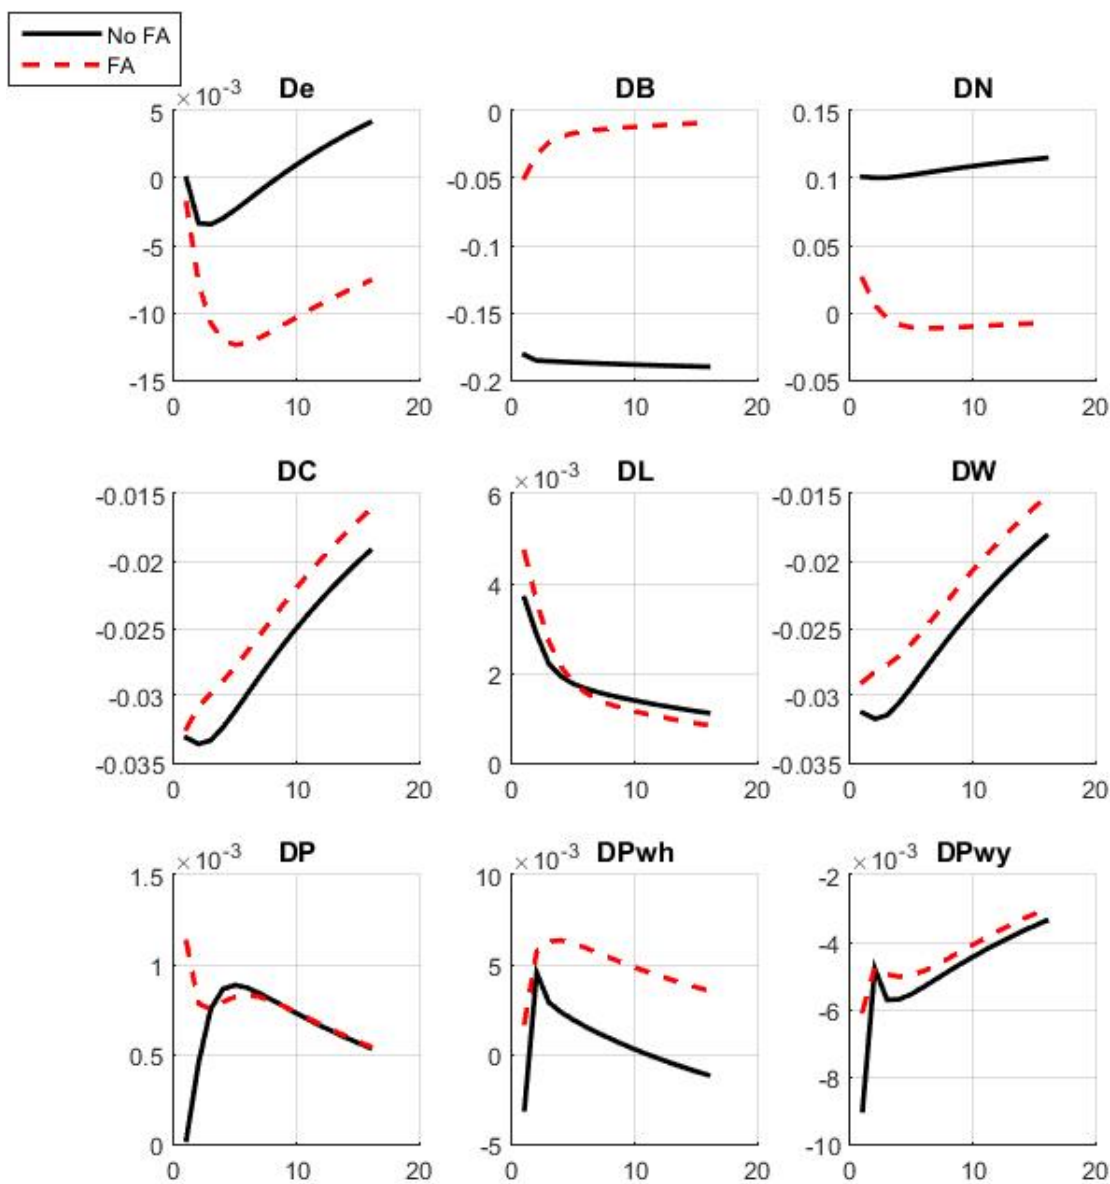 No FA
FA
× 10⁻³ De
5
0
-5
-10
-15
0 10 20
DB
0
-0.05
-0.1
-0.15
-0.2
0 10 20
DN
0.15
0.1
0.05
0
-0.05
0 10 20
DC
-0.015
-0.02
-0.025
-0.03
-0.035
0 10 20
× 10⁻³ DL
6
4
2
0
0 10 20
DW
-0.015
-0.02
-0.025
-0.03
-0.035
0 10 20
× 10⁻³ DP
1.5
1
0.5
0
0 10 20
× 10⁻³ DPwh
10
5
0
-5
0 10 20
× 10⁻³ DPwy
-2
-4
-6
-8
-10
0 10 20